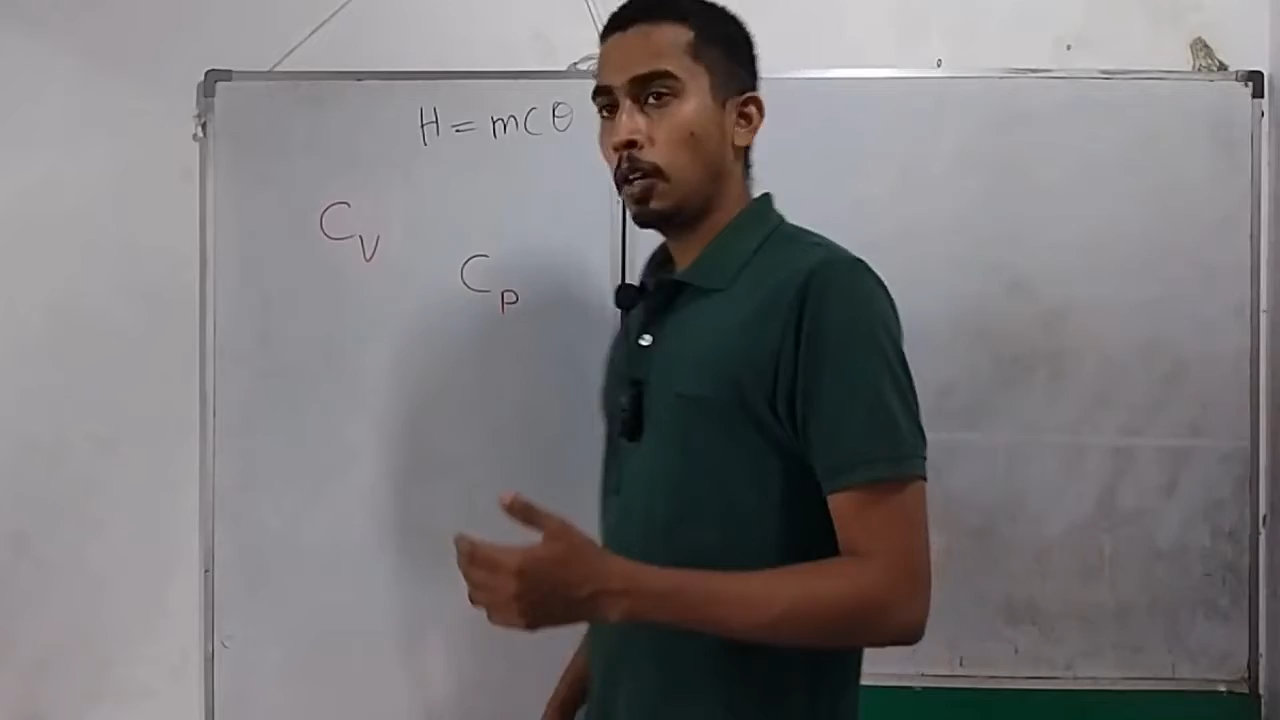 H = mCθ
C_V
C_P